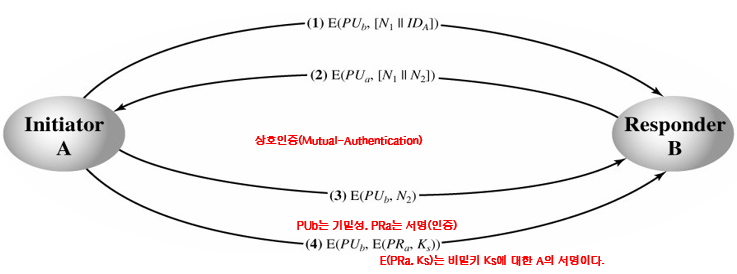 (1) E(PU_b, [N_1 || ID_A])
(2) E(PU_a, [N_1 || N_2])
Initiator
A
Responder
B
상호인증(Mutual-Authentication)
(3) E(PU_b, N_2)
PUb는 기밀성, PRa는 서명(인증)
(4) E(PU_b, E(PR_a, K_s))
E(PRa, Ks)는 비밀키 Ks에 대한 A의 서명이다.